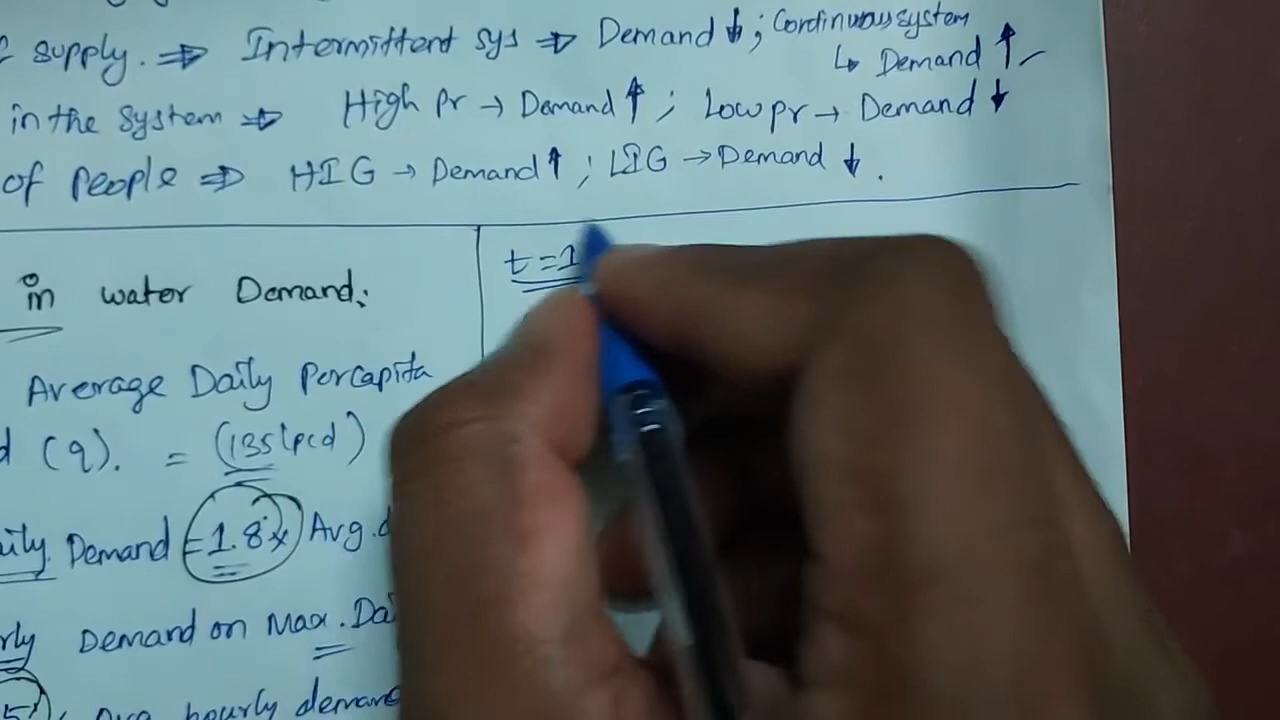 supply. ⇒ Intermittent sys ⇒ Demand ↓ ; Continuous system
↳ Demand ↑
in the System ⇒ High pr → Demand ↑ ; Low pr → Demand ↓
of people ⇒ HIG → Demand ↑ ; LIG → Demand ↓ .
t = 1
in water Demand:
Average Daily Percapita
(q). = (135 lpcd)
Demand = 1.8 x Avg.
Demand on Max. Da
hourly demand